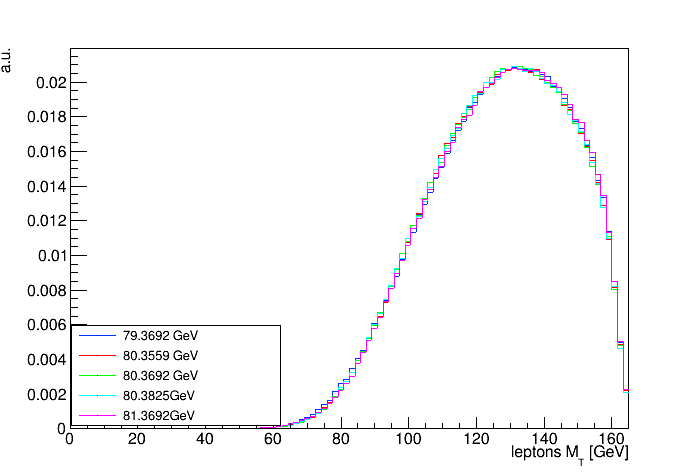 a.u.
0.02
0.018
0.016
0.014
0.012
0.01
0.008
0.006
0.004
0.002
0
79.3692 GeV
80.3559 GeV
80.3692 GeV
80.3825GeV
81.3692GeV
0 20 40 60 80 100 120 140 160
leptons M_T [GeV]